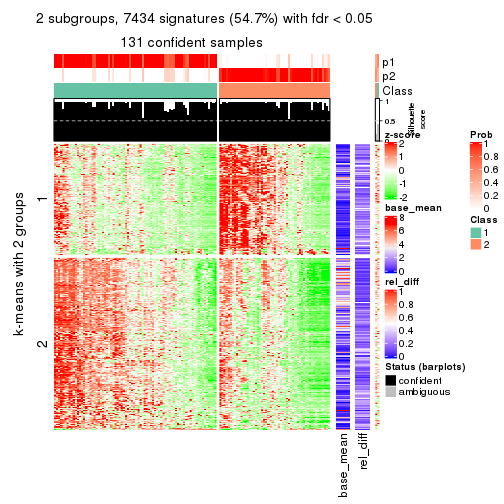 2 subgroups, 7434 signatures (54.7%) with fdr < 0.05
131 confident samples
p1
p2
Class
1
0.5
0
Silhouette
score
k-means with 2 groups
1
2
base_mean
rel_diff
z-score
2
1
0
-1
-2
base_mean
8
6
4
2
0
rel_diff
1
0.8
0.6
0.4
0.2
0
Status (barplots)
confident
ambiguous
Prob
1
0.8
0.6
0.4
0.2
0
Class
1
2